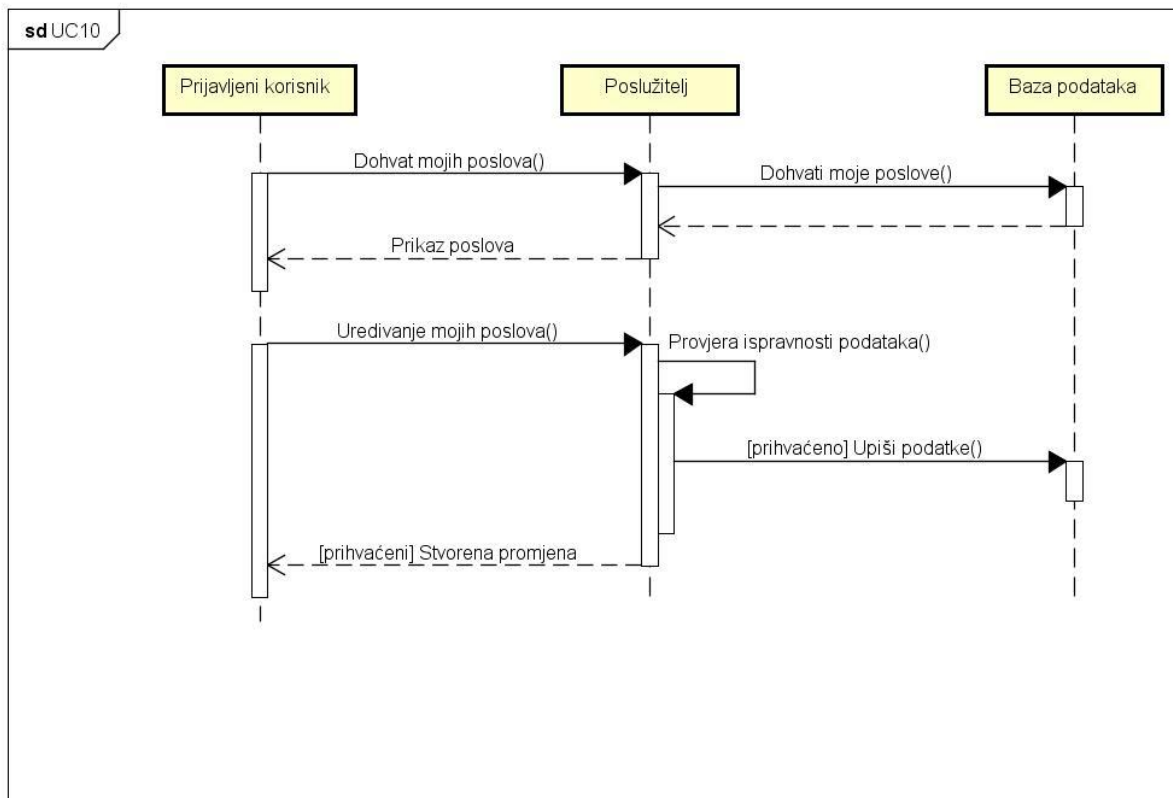 sd UC10
Prijavljeni korisnik
Poslužitelj
Baza podataka
Dohvat mojih poslova()
Dohvati moje poslove()
Prikaz poslova
Uredivanje mojih poslova()
Provjera ispravnosti podataka()
[prihvaćeno] Upiši podatke()
[prihvaćeni] Stvorena promjena